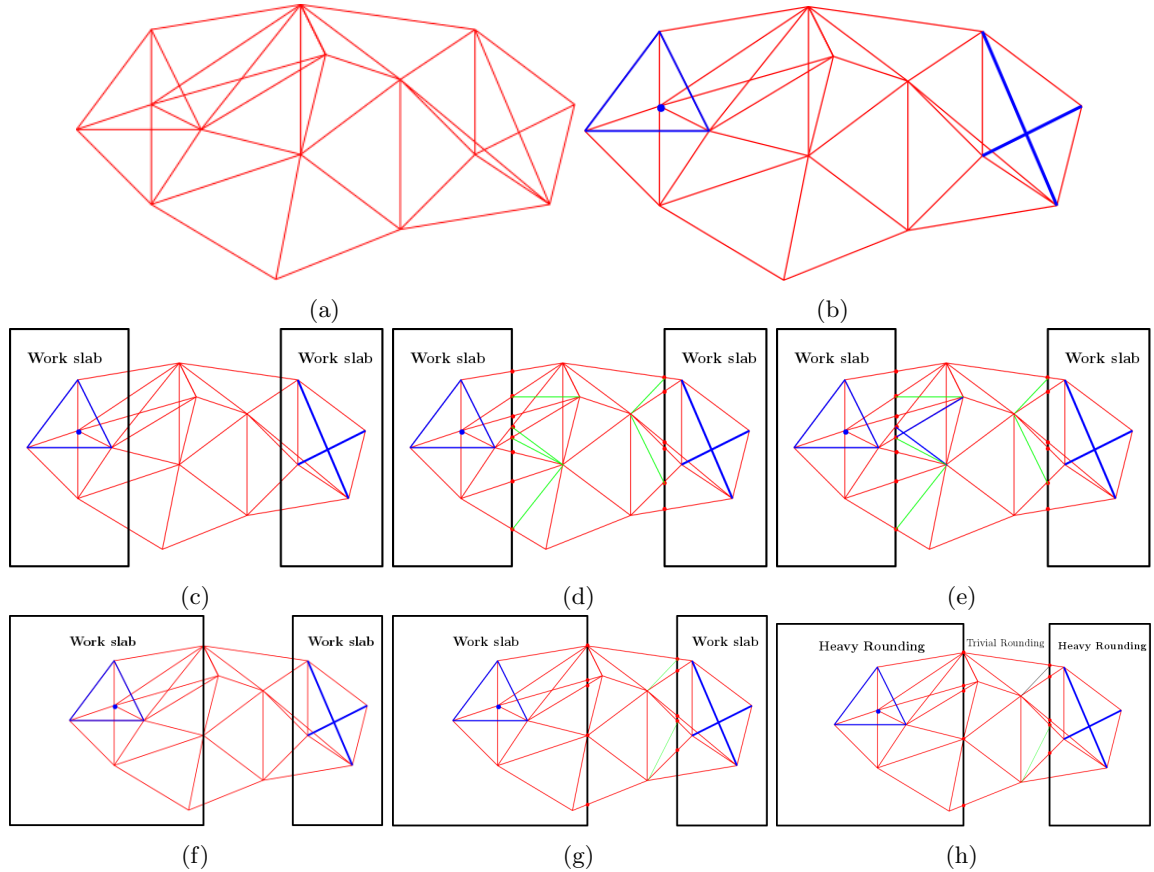 (a)
(b)
Work slab
Work slab
Work slab
Work slab
Work slab
Work slab
(c)
(d)
(e)
Work slab
Work slab
Work slab
Work slab
Heavy Rounding
Trivial Rounding
Heavy Rounding
(f)
(g)
(h)